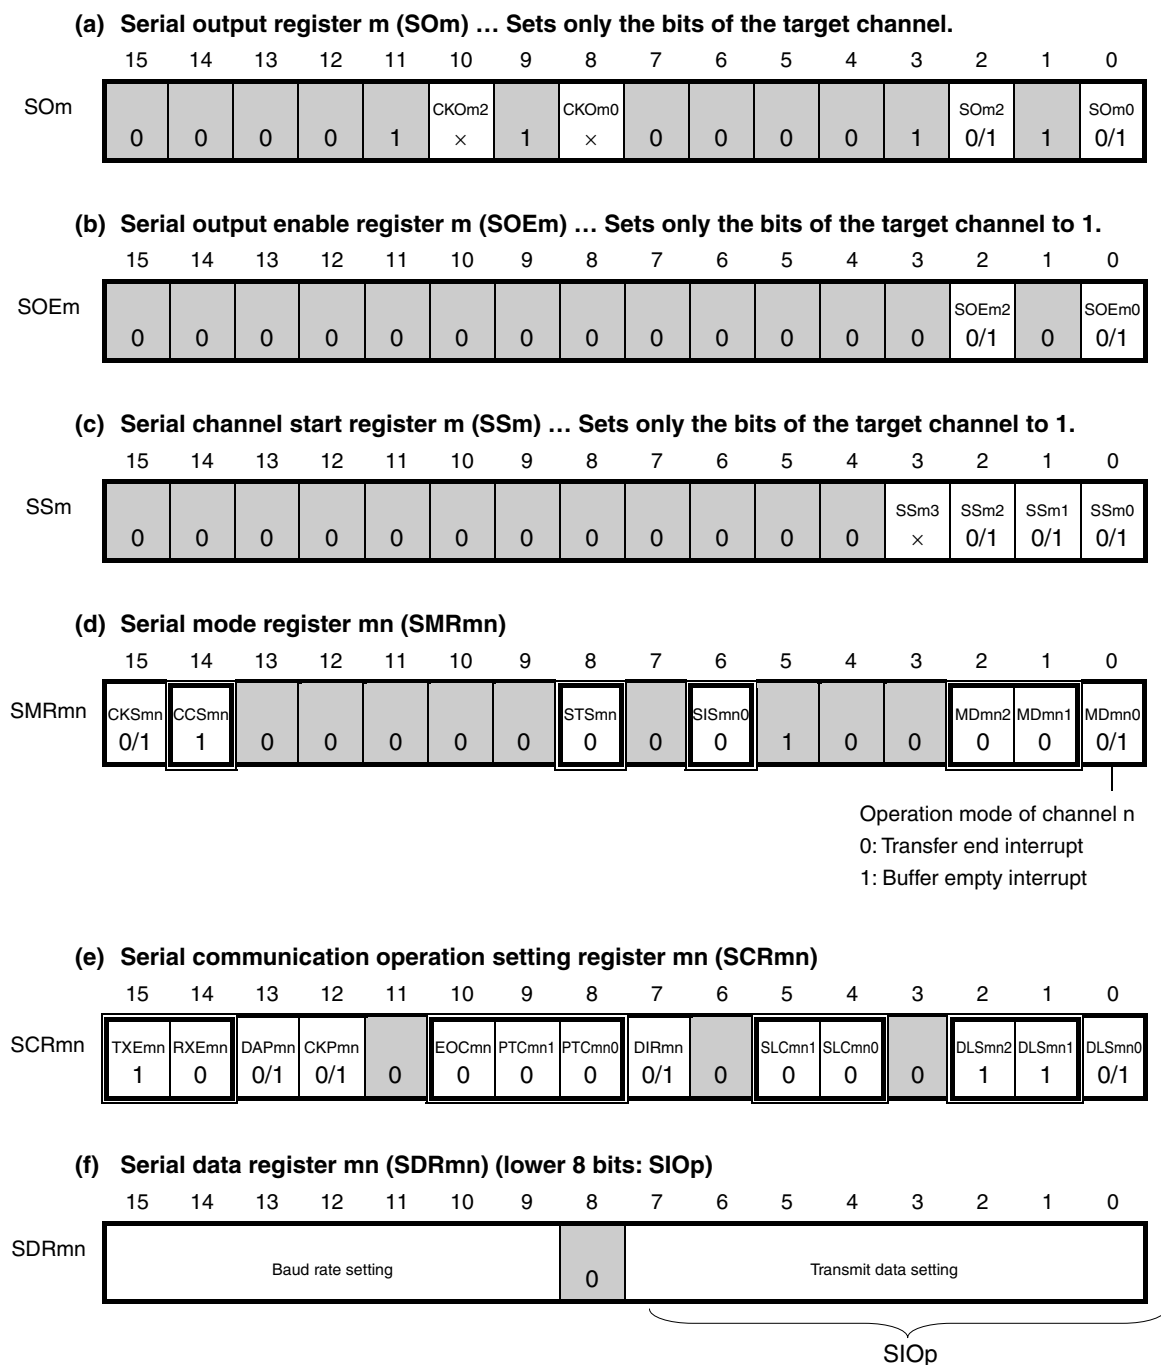 (a) Serial output register m (SOm) … Sets only the bits of the target channel.
15 14 13 12 11 10 9 8 7 6 5 4 3 2 1 0
SOm
CKOm2 CKOm0 SOm2 SOm0
0 0 0 0 1 × 1 × 0 0 0 0 1 0/1 1 0/1
(b) Serial output enable register m (SOEm) … Sets only the bits of the target channel to 1.
15 14 13 12 11 10 9 8 7 6 5 4 3 2 1 0
SOEm
SOEm2 SOEm0
0 0 0 0 0 0 0 0 0 0 0 0 0 0/1 0 0/1
(c) Serial channel start register m (SSm) … Sets only the bits of the target channel to 1.
15 14 13 12 11 10 9 8 7 6 5 4 3 2 1 0
SSm
SSm3 SSm2 SSm1 SSm0
0 0 0 0 0 0 0 0 0 0 0 0 × 0/1 0/1 0/1
(d) Serial mode register mn (SMRmn)
15 14 13 12 11 10 9 8 7 6 5 4 3 2 1 0
SMRmn
CKSmn CCSmn STSmn SISmn0 MDmn2 MDmn1 MDmn0
0/1 1 0 0 0 0 0 0 0 0 1 0 0 0 0 0/1
Operation mode of channel n
0: Transfer end interrupt
1: Buffer empty interrupt
(e) Serial communication operation setting register mn (SCRmn)
15 14 13 12 11 10 9 8 7 6 5 4 3 2 1 0
SCRmn
TXEmn RXEmn DAPmn CKPmn EOCmn PTCmn1 PTCmn0 DIRmn SLCmn1 SLCmn0 DLSmn2 DLSmn1 DLSmn0
1 0 0/1 0/1 0 0 0 0 0/1 0 0 0 0 1 1 0/1
(f) Serial data register mn (SDRmn) (lower 8 bits: SIOp)
15 14 13 12 11 10 9 8 7 6 5 4 3 2 1 0
SDRmn
Baud rate setting 0 Transmit data setting
SIOp